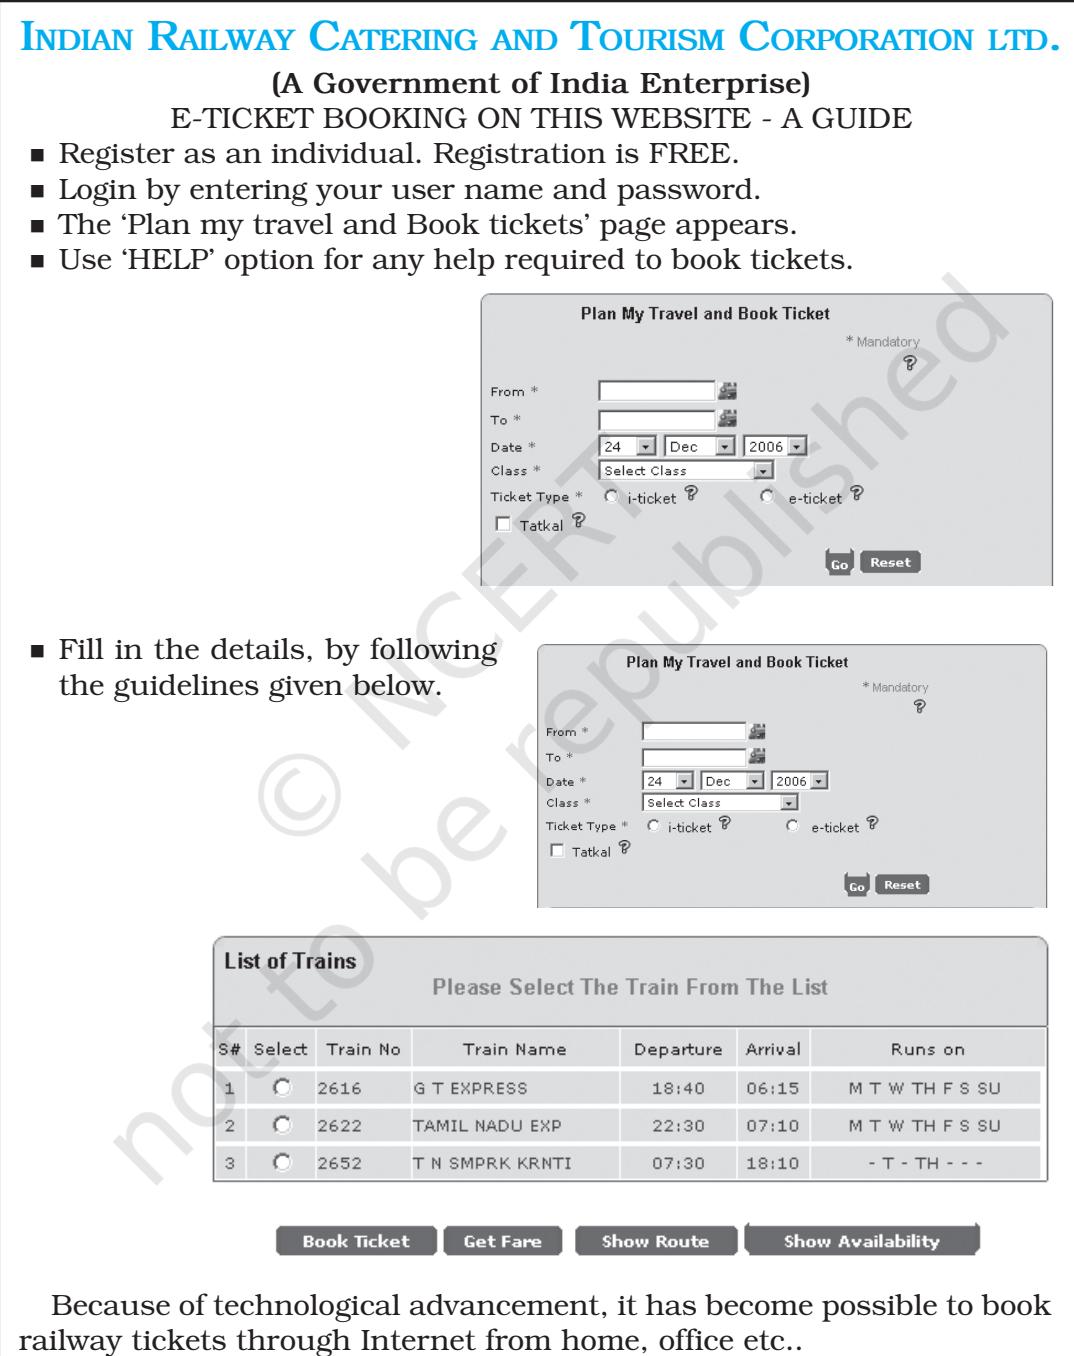 INDIAN RAILWAY CATERING AND TOURISM CORPORATION LTD.
(A Government of India Enterprise)
E-TICKET BOOKING ON THIS WEBSITE - A GUIDE
■ Register as an individual. Registration is FREE.
■ Login by entering your user name and password.
■ The ‘Plan my travel and Book tickets’ page appears.
■ Use ‘HELP’ option for any help required to book tickets.
Plan My Travel and Book Ticket
* Mandatory
?
From *
To *
Date * 24 Dec 2006
Class * Select Class
Ticket Type * i-ticket ? e-ticket ?
Tatkal ?
Go Reset
■ Fill in the details, by following
the guidelines given below.
Plan My Travel and Book Ticket
* Mandatory
?
From *
To *
Date * 24 Dec 2006
Class * Select Class
Ticket Type * i-ticket ? e-ticket ?
Tatkal ?
Go Reset
List of Trains
Please Select The Train From The List
S# Select Train No Train Name Departure Arrival Runs on
1 2616 G T EXPRESS 18:40 06:15 M T W TH F S SU
2 2622 TAMIL NADU EXP 22:30 07:10 M T W TH F S SU
3 2652 T N SMPRK KRNTI 07:30 18:10 - T - TH - - -
Book Ticket Get Fare Show Route Show Availability
Because of technological advancement, it has become possible to book
railway tickets through Internet from home, office etc..
© NCERT
not to be republished